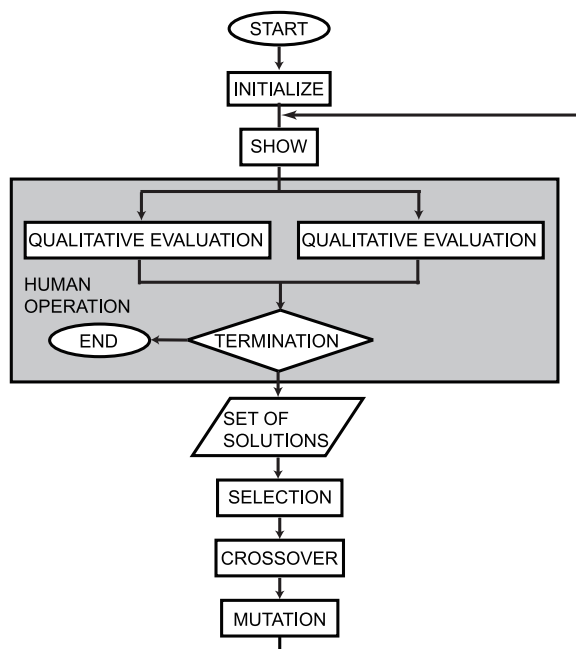 START
INITIALIZE
SHOW
QUALITATIVE EVALUATION
QUALITATIVE EVALUATION
HUMAN
OPERATION
END
TERMINATION
SET OF
SOLUTIONS
SELECTION
CROSSOVER
MUTATION